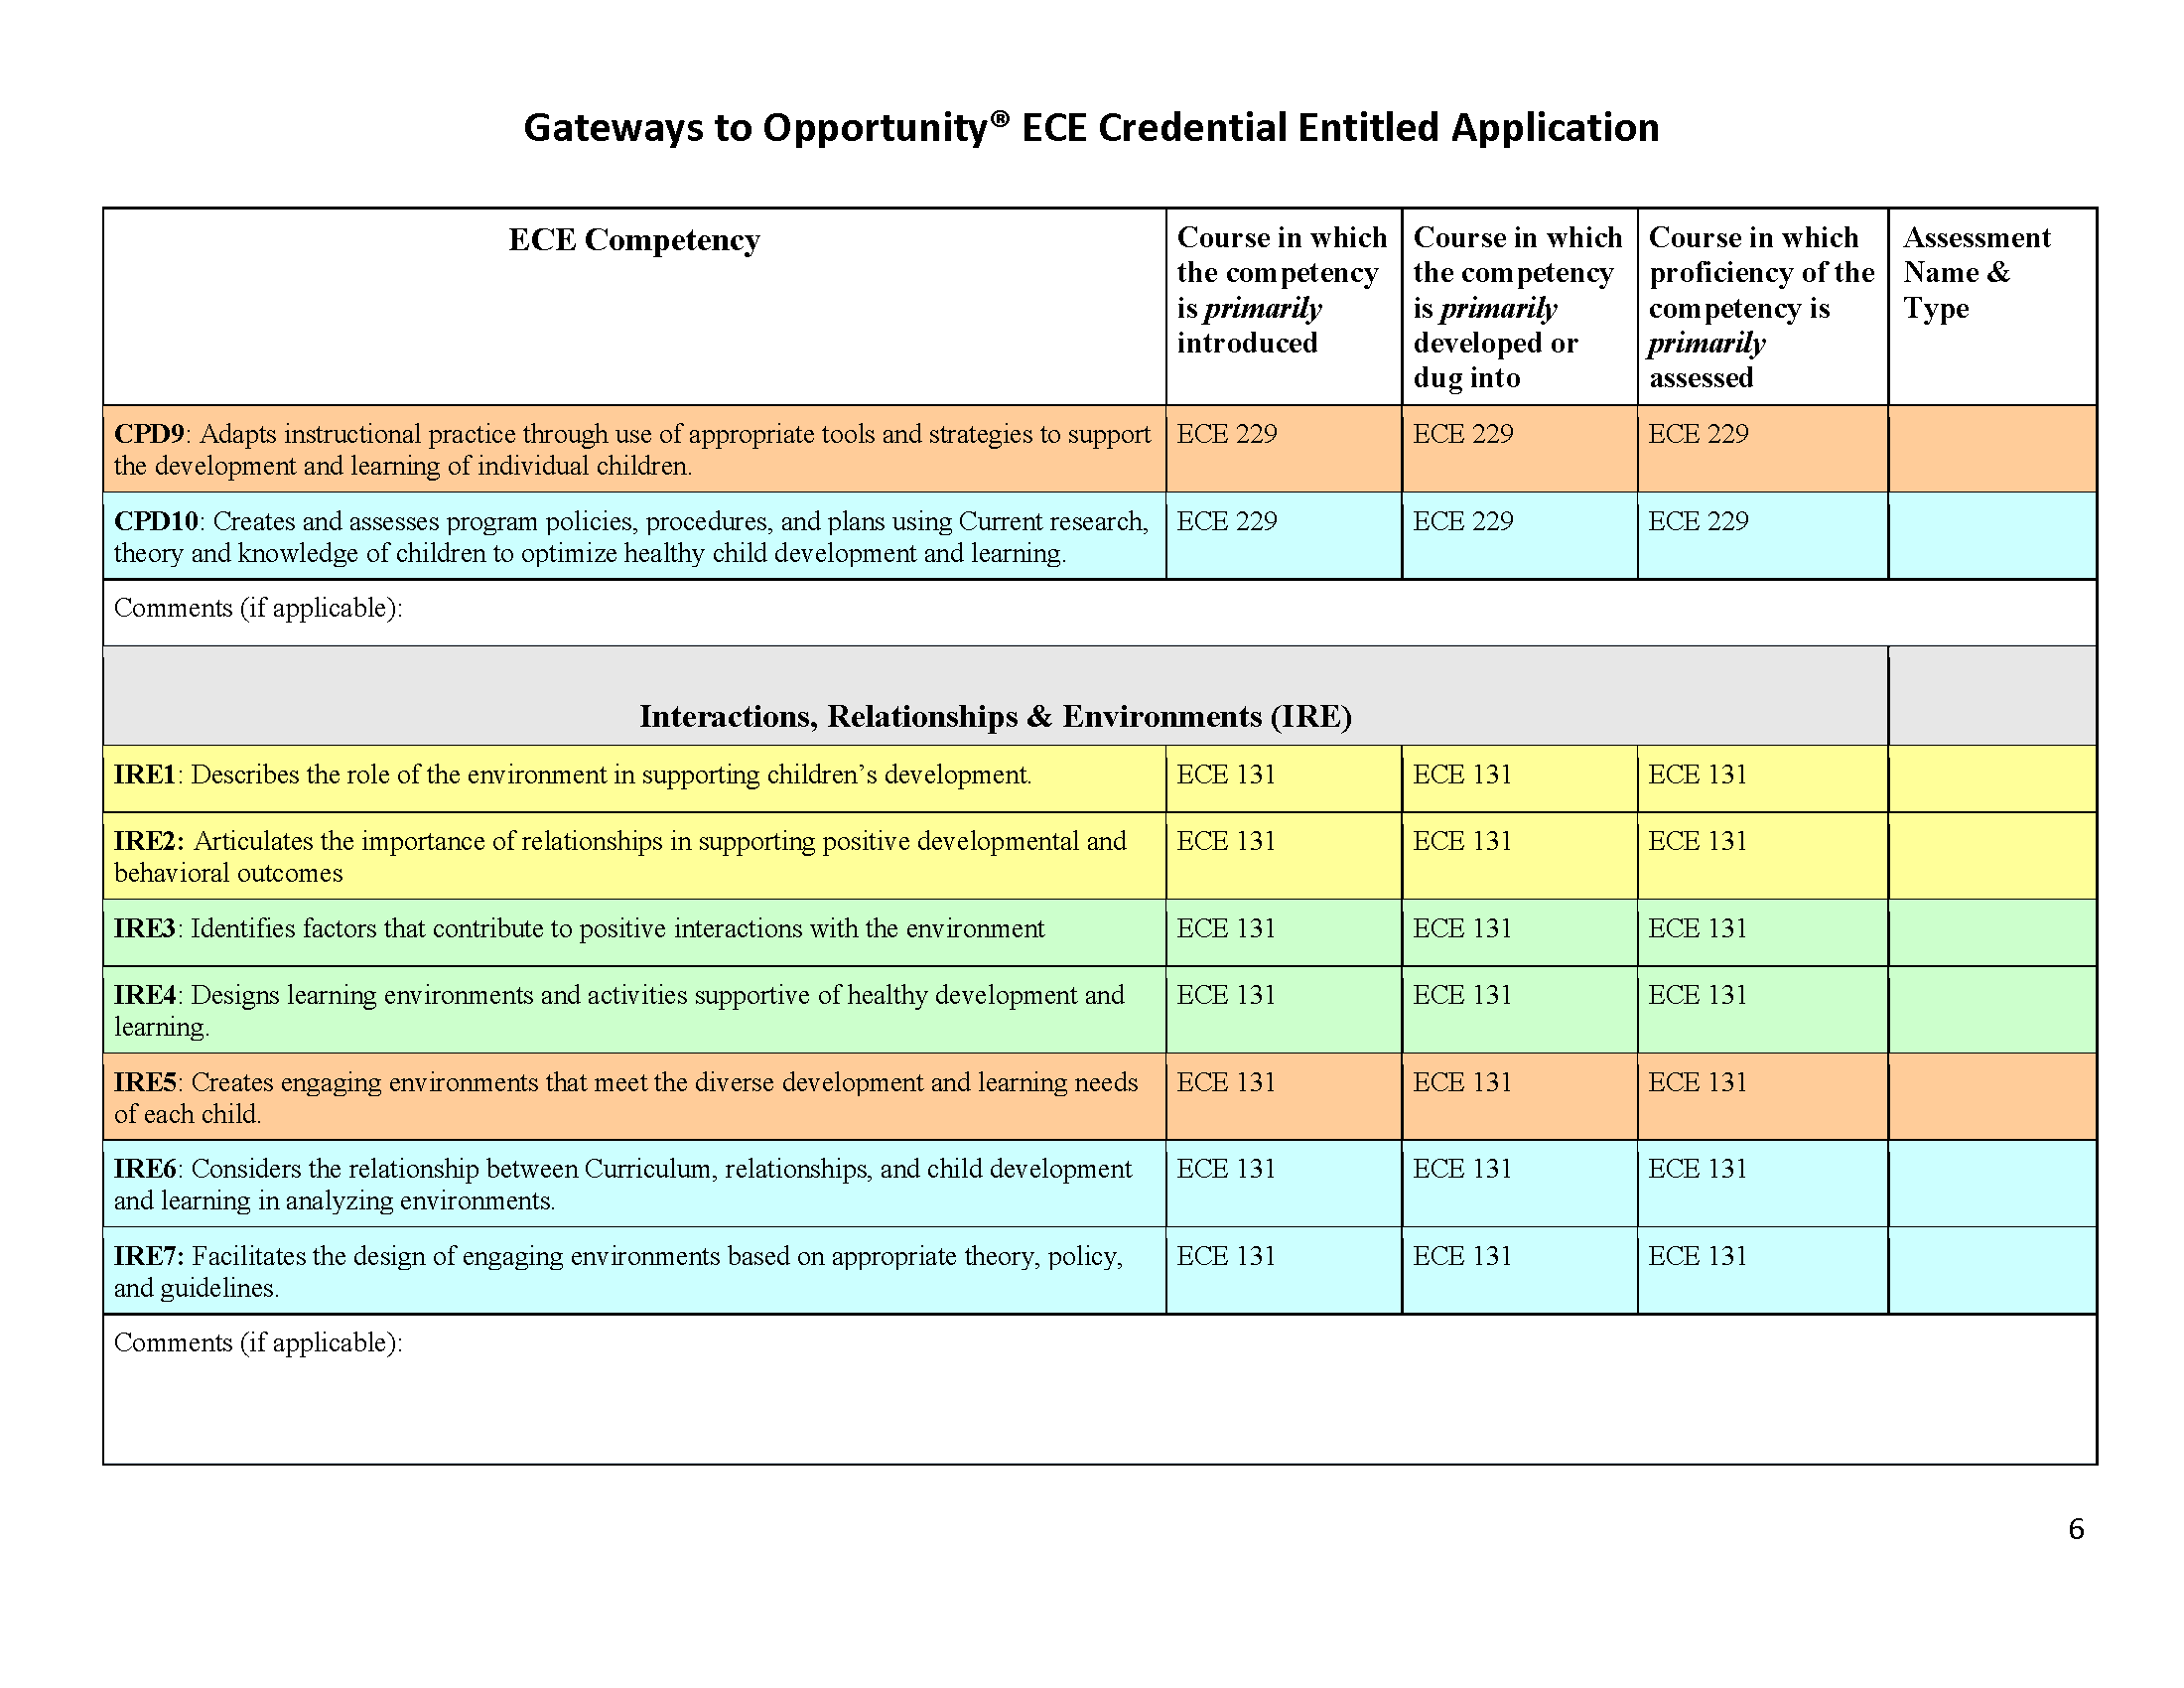 Gateways to Opportunity® ECE Credential Entitled Application
ECE Competency
Course in which
the competency
is primarily
introduced
Course in which
the competency
is primarily
developed or
dug into
Course in which
proficiency of the
competency is
primarily
assessed
Assessment
Name &
Type
CPD9: Adapts instructional practice through use of appropriate tools and strategies to support
the development and learning of individual children.
ECE 229
ECE 229
ECE 229
CPD10: Creates and assesses program policies, procedures, and plans using Current research,
theory and knowledge of children to optimize healthy child development and learning.
ECE 229
ECE 229
ECE 229
Comments (if applicable):
Interactions, Relationships & Environments (IRE)
IRE1: Describes the role of the environment in supporting children’s development.
ECE 131
ECE 131
ECE 131
IRE2: Articulates the importance of relationships in supporting positive developmental and
behavioral outcomes
ECE 131
ECE 131
ECE 131
IRE3: Identifies factors that contribute to positive interactions with the environment
ECE 131
ECE 131
ECE 131
IRE4: Designs learning environments and activities supportive of healthy development and
learning.
ECE 131
ECE 131
ECE 131
IRE5: Creates engaging environments that meet the diverse development and learning needs
of each child.
ECE 131
ECE 131
ECE 131
IRE6: Considers the relationship between Curriculum, relationships, and child development
and learning in analyzing environments.
ECE 131
ECE 131
ECE 131
IRE7: Facilitates the design of engaging environments based on appropriate theory, policy,
and guidelines.
ECE 131
ECE 131
ECE 131
Comments (if applicable):
6